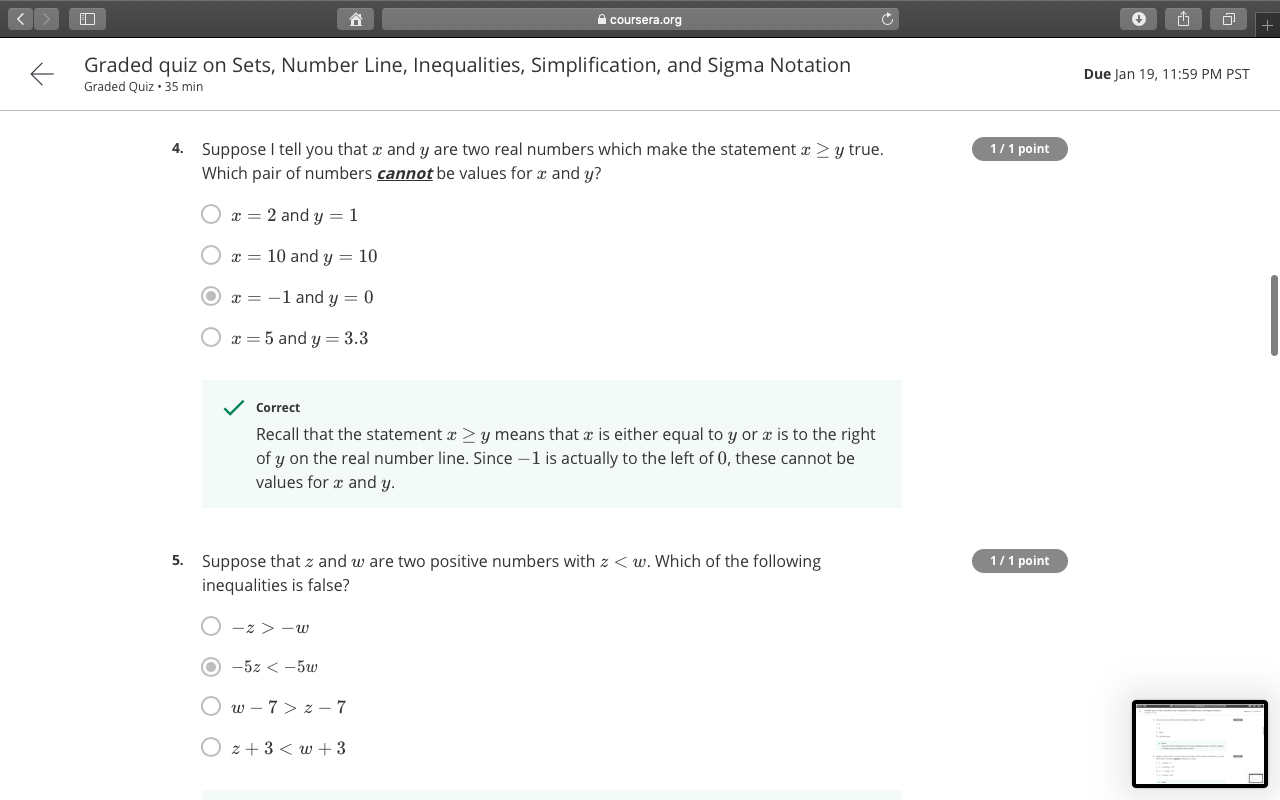 coursera.org
Graded quiz on Sets, Number Line, Inequalities, Simplification, and Sigma Notation
Graded Quiz • 35 min
Due Jan 19, 11:59 PM PST
4. Suppose I tell you that x and y are two real numbers which make the statement x ≥ y true.
1 / 1 point
Which pair of numbers cannot be values for x and y?
x = 2 and y = 1
x = 10 and y = 10
x = −1 and y = 0
x = 5 and y = 3.3
Correct
Recall that the statement x ≥ y means that x is either equal to y or x is to the right
of y on the real number line. Since −1 is actually to the left of 0, these cannot be
values for x and y.
5. Suppose that z and w are two positive numbers with z < w. Which of the following
1 / 1 point
inequalities is false?
−z > −w
−5z < −5w
w − 7 > z − 7
z + 3 < w + 3